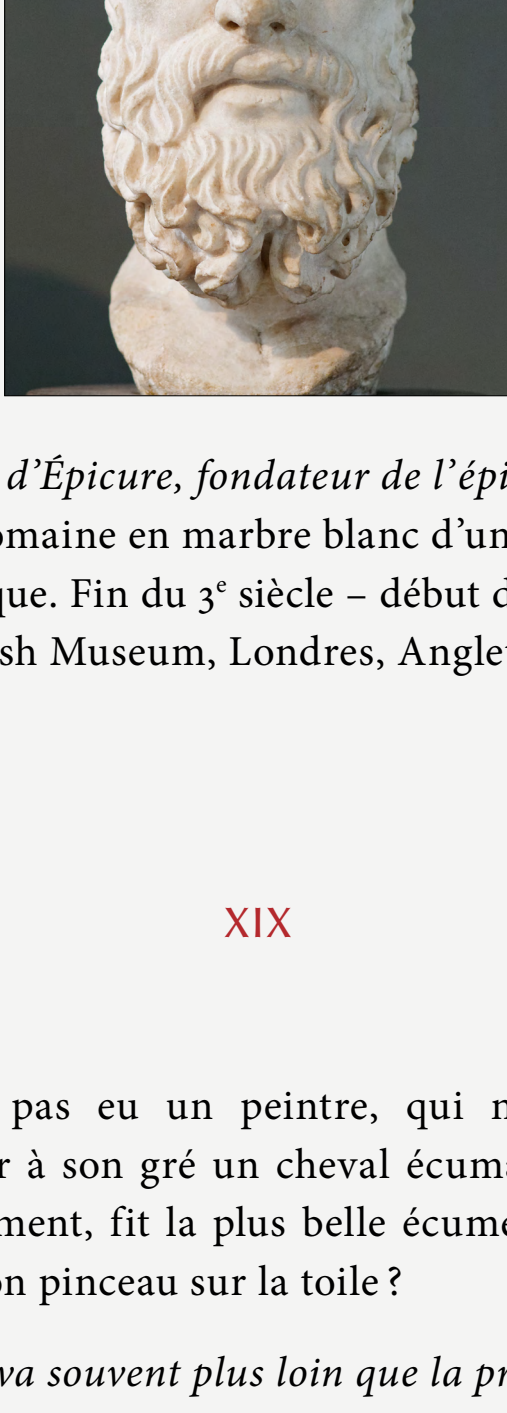 d’Épicure, fondateur de l’épi
omaine en marbre blanc d’un
que. Fin du 3e siècle – début d
sh Museum, Londres, Anglet
XIX
pas eu un peintre, qui n
r à son gré un cheval écuma
ment, fit la plus belle écume
on pinceau sur la toile ?
va souvent plus loin que la pr